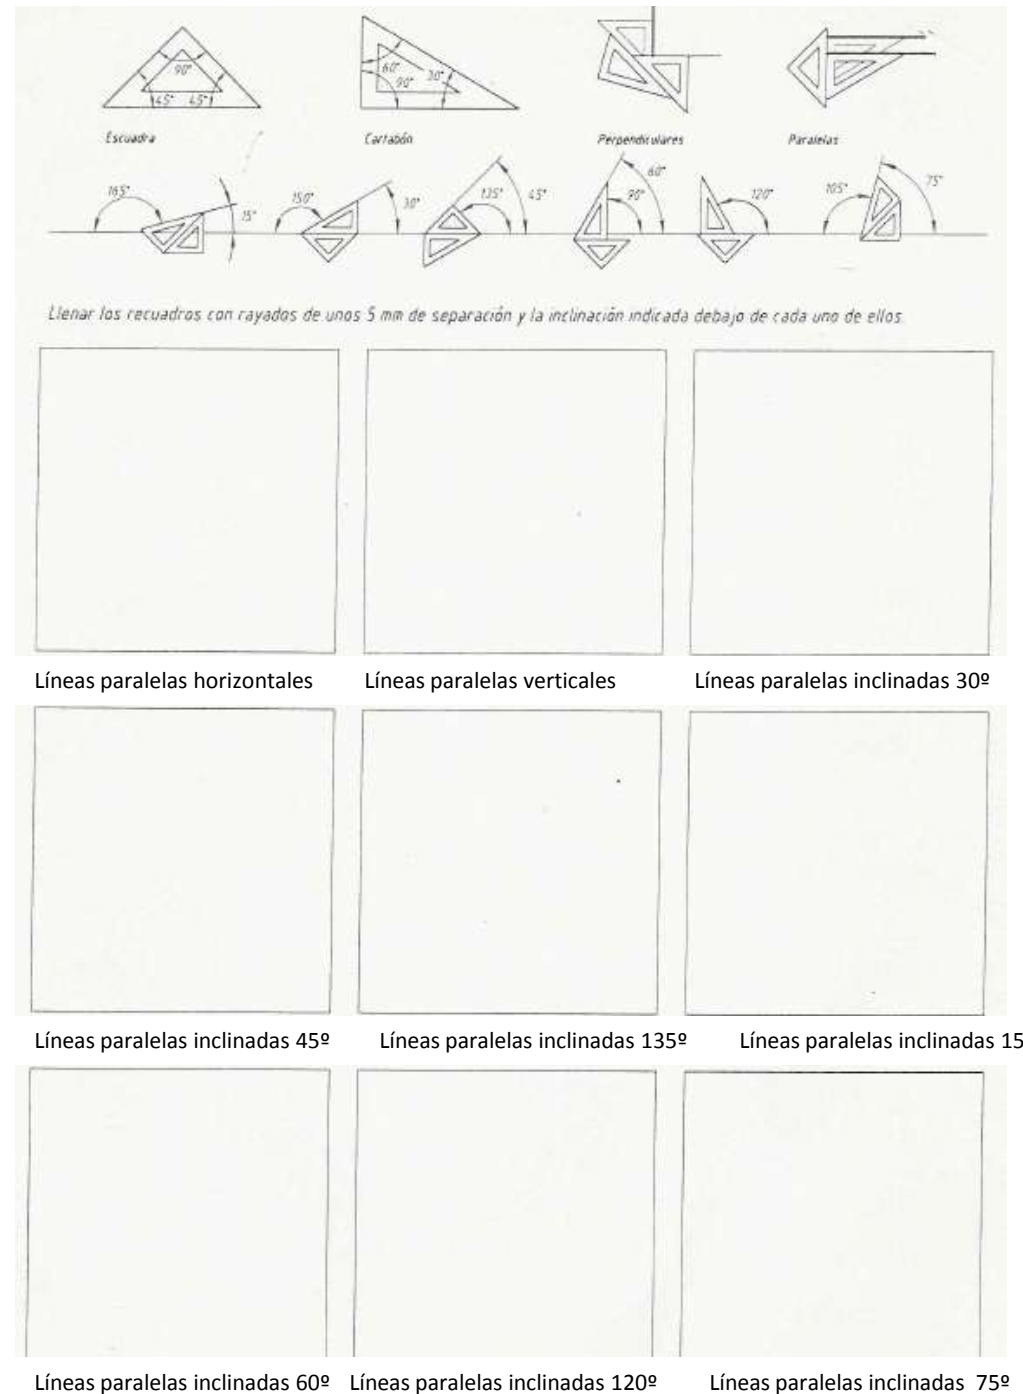 90°
45° 45°
60°
90° 30°
Escuadra Cartabón Perpendiculares Paralelas
165° 15° 150° 30° 135° 45° 60° 90° 120° 105° 75°
Llenar los recuadros con rayados de unos 5 mm de separación y la inclinación indicada debajo de cada uno de ellos.
Líneas paralelas horizontales Líneas paralelas verticales Líneas paralelas inclinadas 30º
Líneas paralelas inclinadas 45º Líneas paralelas inclinadas 135º Líneas paralelas inclinadas 15
Líneas paralelas inclinadas 60º Líneas paralelas inclinadas 120º Líneas paralelas inclinadas 75º